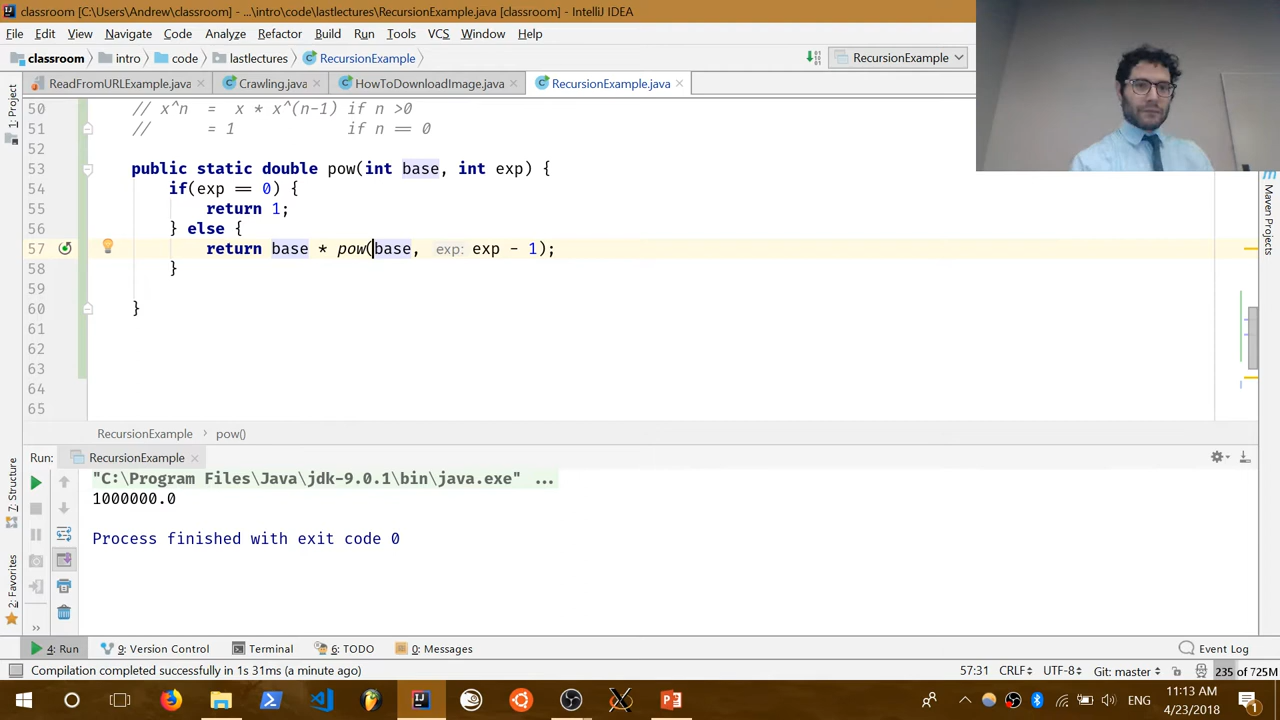 classroom [C:\Users\Andrew\classroom] - ...\intro\code\lastlectures\RecursionExample.java [classroom] - IntelliJ IDEA
File Edit View Navigate Code Analyze Refactor Build Run Tools VCS Window Help
classroom intro code lastlectures RecursionExample RecursionExample
ReadFromURLExample.java Crawling.java HowToDownloadImage.java RecursionExample.java
1: Project
Maven Projects
50 // x^n = x * x^(n-1) if n >0
51 // = 1 if n == 0
52
53 public static double pow(int base, int exp) {
54 if(exp == 0) {
55 return 1;
56 } else {
57 return base * pow(base, exp: exp - 1);
58 }
59
60 }
61
62
63
64
65
RecursionExample pow()
Run: RecursionExample
"C:\Program Files\Java\jdk-9.0.1\bin\java.exe" ...
1000000.0
Process finished with exit code 0
7: Structure
2: Favorites
4: Run 9: Version Control Terminal 6: TODO 0: Messages Event Log
Compilation completed successfully in 1s 31ms (a minute ago) 57:31 CRLF UTF-8 Git: master 235 of 725M
ENG 11:13 AM
4/23/2018
1